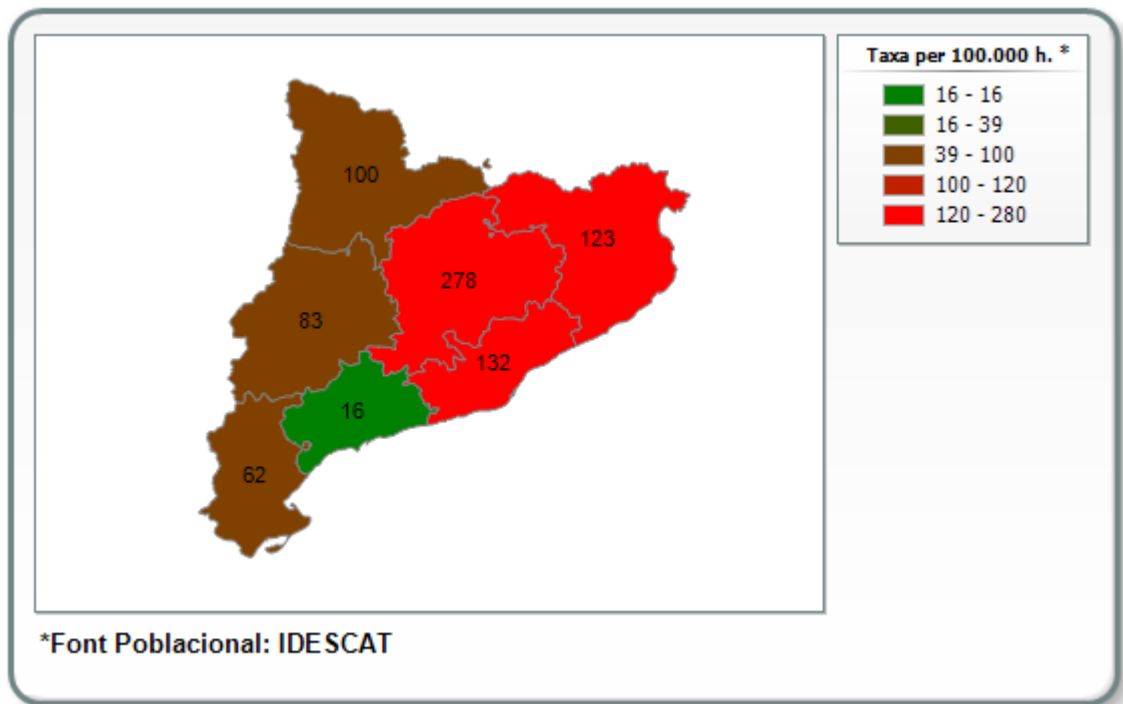 Taxa per 100.000 h. *
16 - 16
16 - 39
39 - 100
100 - 120
120 - 280
100
123
278
83
132
16
62
*Font Poblacional: IDESCAT